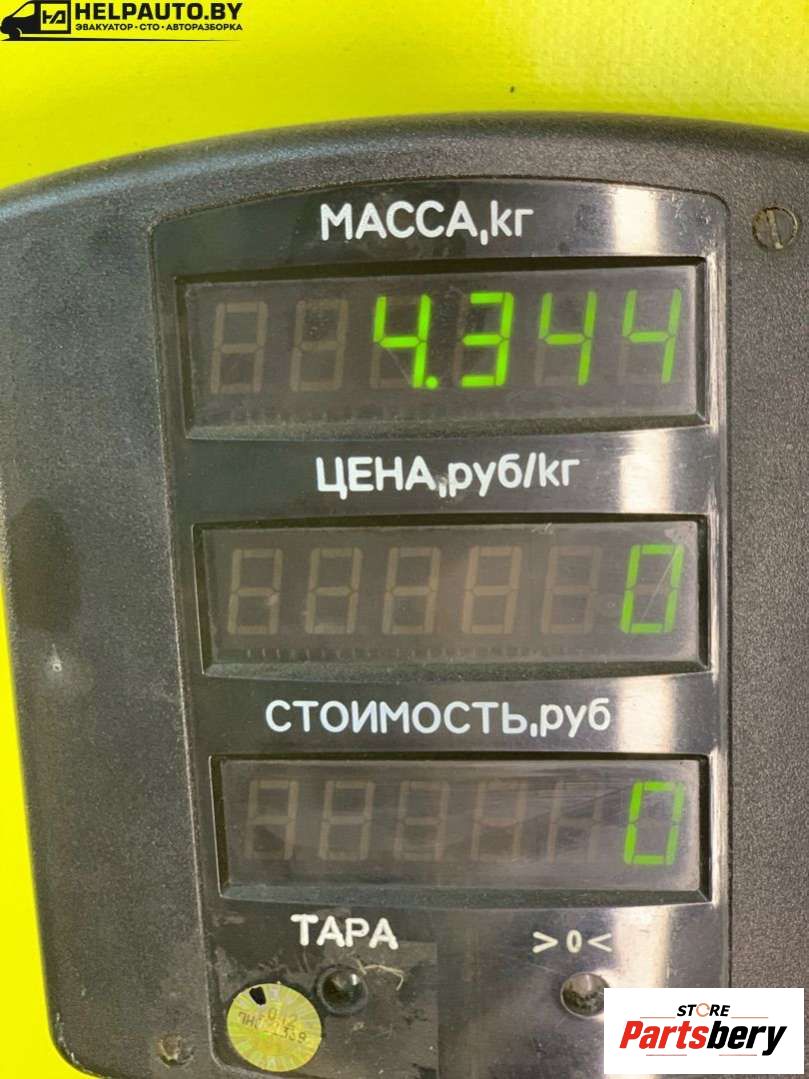 HELPAUTO.BY
ЭВАКУАТОР·СТО·АВТОРАЗБОРКА
МАССА,кг
4.344
ЦЕНА,руб/кг
0
СТОИМОСТЬ,руб
0
ТАРА >0<
STORE
Partsbery